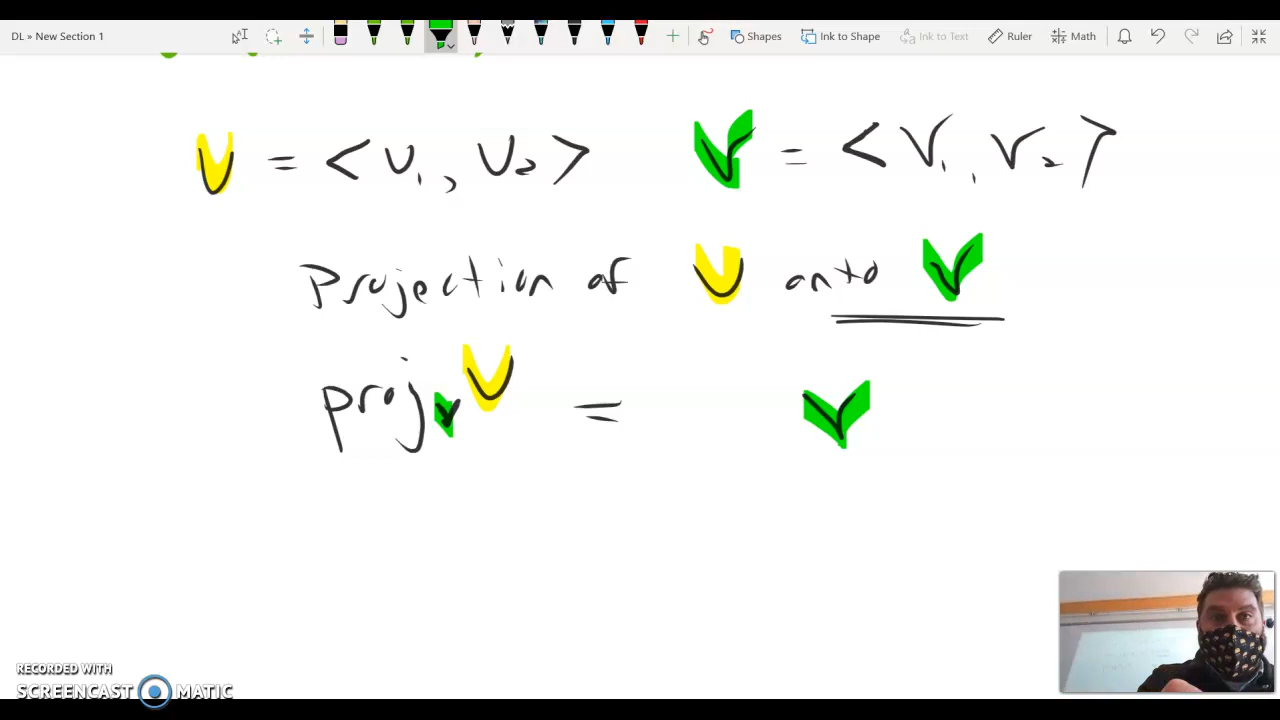 DL » New Section 1 Shapes Ink to Shape Ink to Text Ruler Math
U = <U₁, U₂> V = <V₁, V₂>
Projection of U onto V
proj v U = V
RECORDED WITH
SCREENCAST MATIC